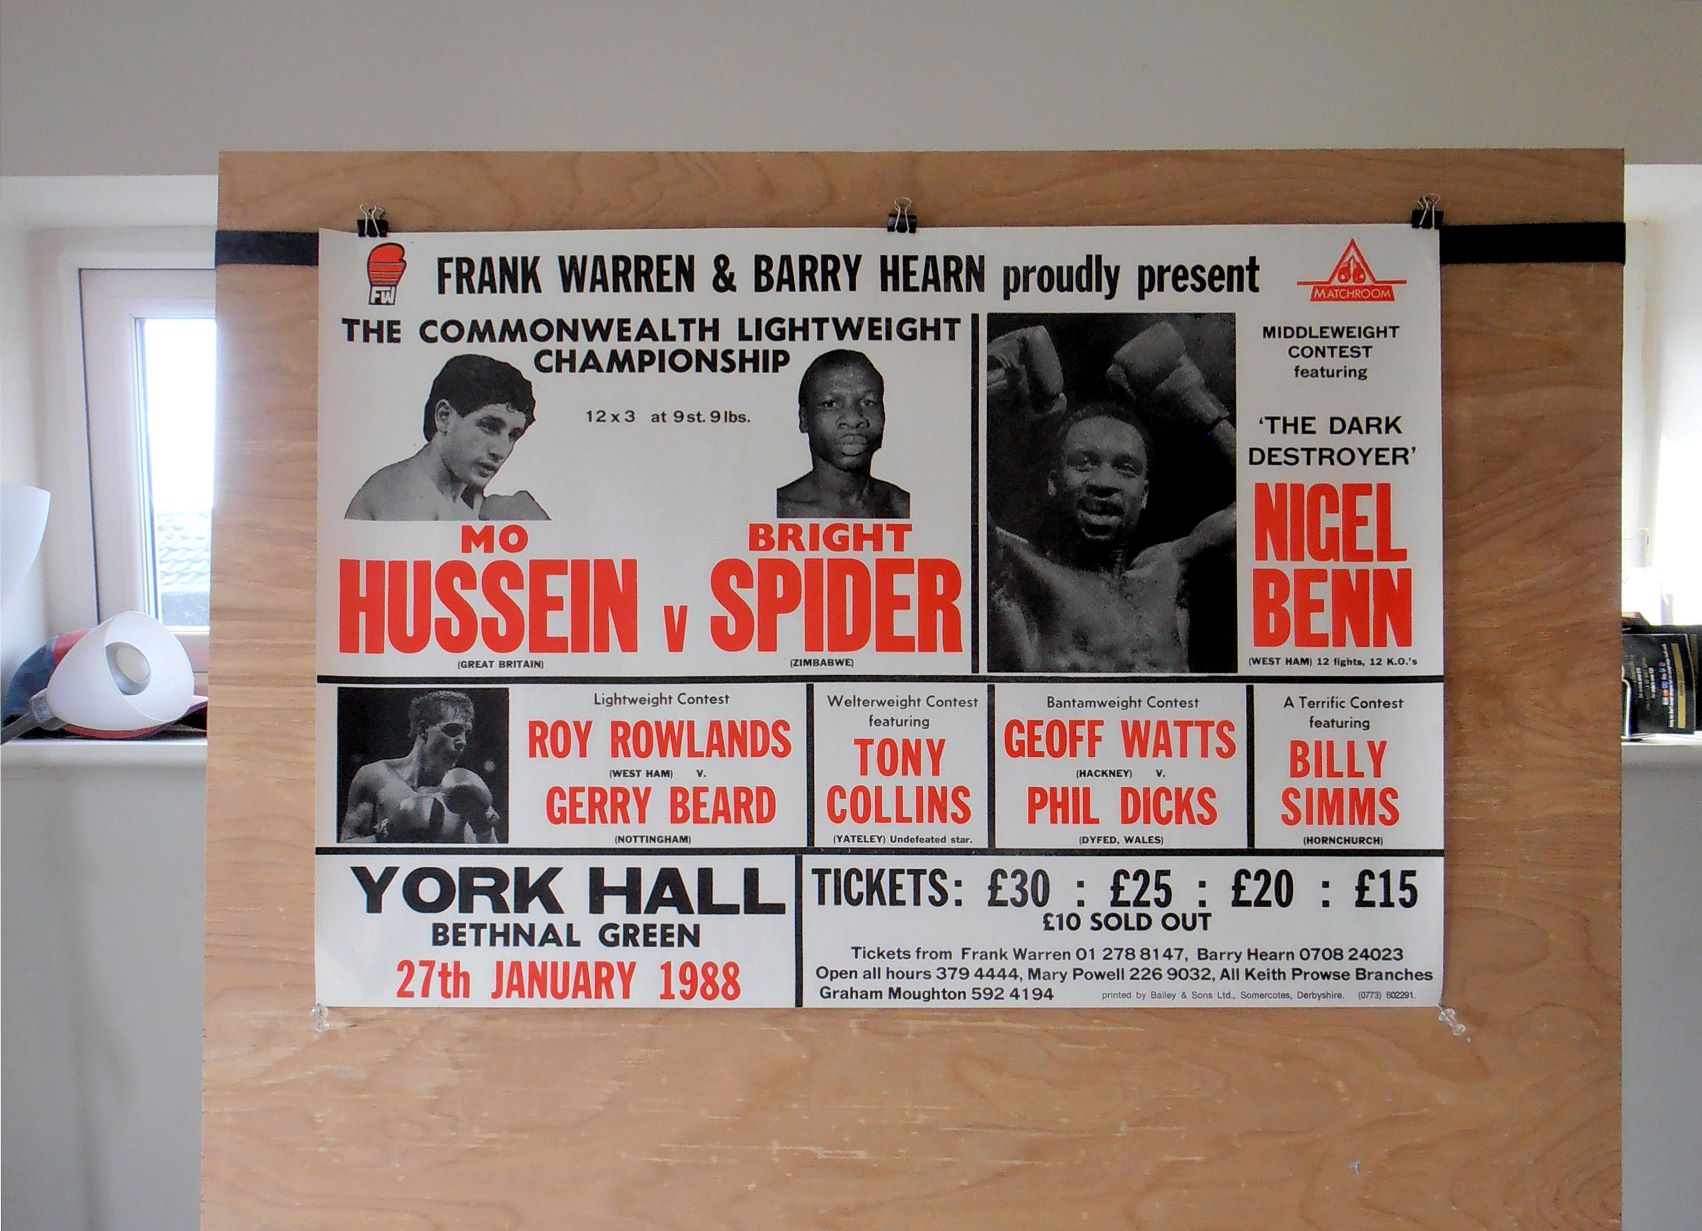 FW
FRANK WARREN & BARRY HEARN proudly present
MATCHROOM
THE COMMONWEALTH LIGHTWEIGHT
CHAMPIONSHIP
12 x 3 at 9 st. 9 lbs.
MO
HUSSEIN
(GREAT BRITAIN)
v
BRIGHT
SPIDER
(ZIMBABWE)
MIDDLEWEIGHT
CONTEST
featuring
‘THE DARK
DESTROYER’
NIGEL
BENN
(WEST HAM) 12 fights, 12 K.O.'s
Lightweight Contest
ROY ROWLANDS
(WEST HAM) V.
GERRY BEARD
(NOTTINGHAM)
Welterweight Contest
featuring
TONY
COLLINS
(YATELEY) Undefeated star.
Bantamweight Contest
GEOFF WATTS
(HACKNEY) V.
PHIL DICKS
(DYFED, WALES)
A Terrific Contest
featuring
BILLY
SIMMS
(HORNCHURCH)
YORK HALL
BETHNAL GREEN
27th JANUARY 1988
TICKETS: £30 : £25 : £20 : £15
£10 SOLD OUT
Tickets from Frank Warren 01 278 8147, Barry Hearn 0708 24023
Open all hours 379 4444, Mary Powell 226 9032, All Keith Prowse Branches
Graham Moughton 592 4194
printed by Bailey & Sons Ltd., Somercotes, Derbyshire. (0773) 602291.